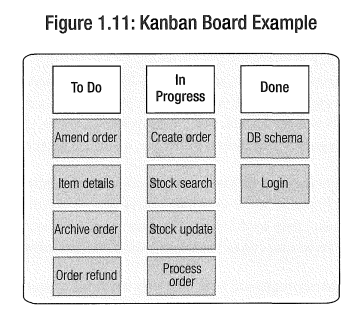 Figure 1.11: Kanban Board Example
To Do
In
Progress
Done
Amend order
Create order
DB schema
Item details
Stock search
Login
Archive order
Stock update
Order refund
Process
order